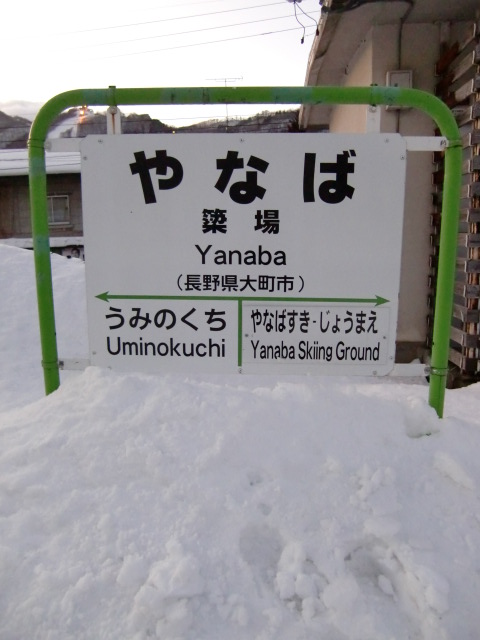 やなば
簗場
Yanaba
（長野県大町市）
うみのくち
Uminokuchi
やなばすきーじょうまえ
Yanaba Skiing Ground